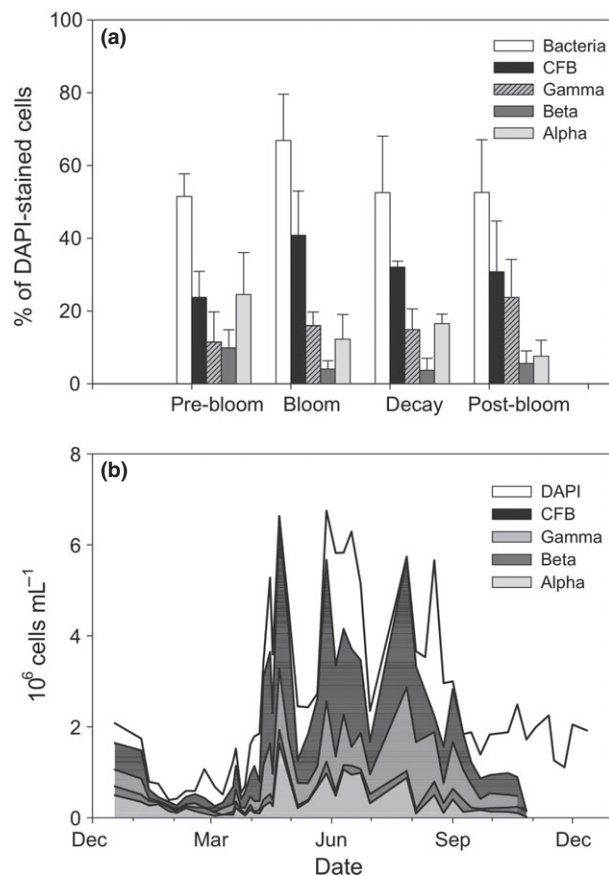 (a)
Bacteria
CFB
Gamma
Beta
Alpha
% of DAPI-stained cells
100
80
60
40
20
0
Pre-bloom Bloom Decay Post-bloom
(b)
DAPI
CFB
Gamma
Beta
Alpha
10⁶ cells mL⁻¹
8
6
4
2
0
Dec Mar Jun Sep Dec
Date